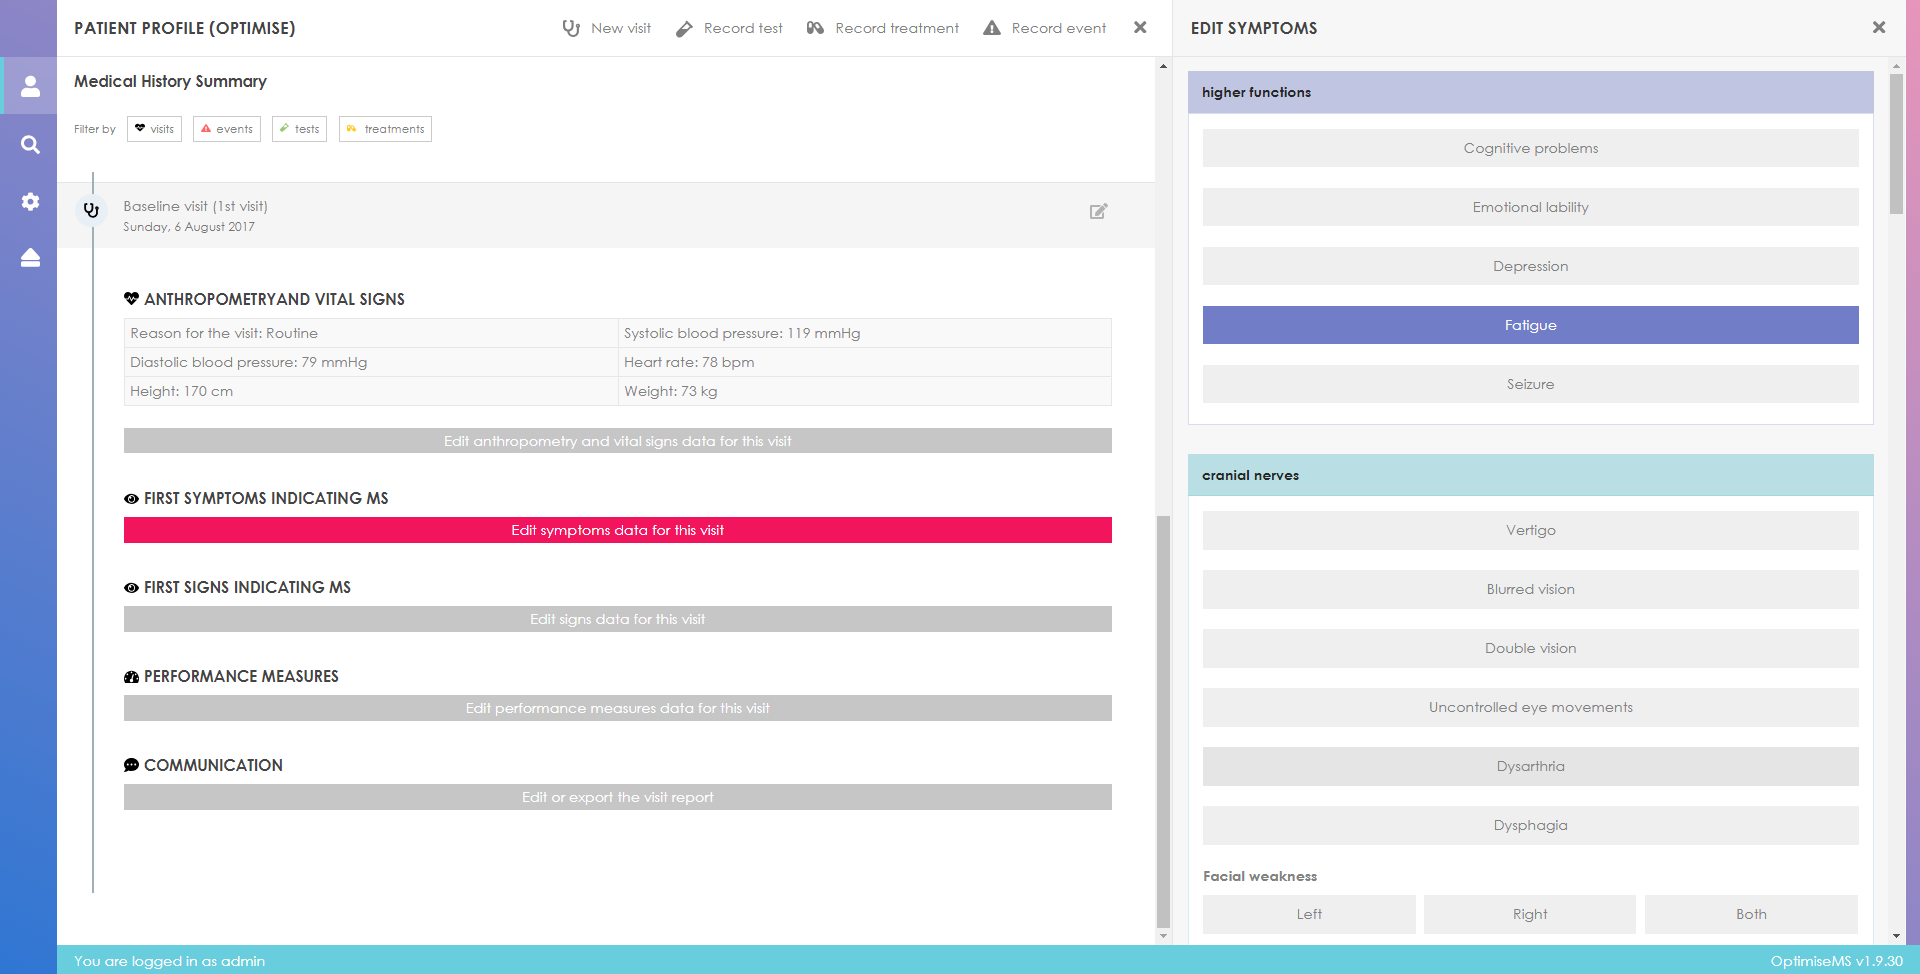 PATIENT PROFILE (OPTIMISE)
New visit
Record test
Record treatment
Record event
Medical History Summary
Filter by
visits
events
tests
treatments
Baseline visit (1st visit)
Sunday, 6 August 2017
ANTHROPOMETRYAND VITAL SIGNS
Reason for the visit: Routine
Systolic blood pressure: 119 mmHg
Diastolic blood pressure: 79 mmHg
Heart rate: 78 bpm
Height: 170 cm
Weight: 73 kg
Edit anthropometry and vital signs data for this visit
FIRST SYMPTOMS INDICATING MS
Edit symptoms data for this visit
FIRST SIGNS INDICATING MS
Edit signs data for this visit
PERFORMANCE MEASURES
Edit performance measures data for this visit
COMMUNICATION
Edit or export the visit report
EDIT SYMPTOMS
higher functions
Cognitive problems
Emotional lability
Depression
Fatigue
Seizure
cranial nerves
Vertigo
Blurred vision
Double vision
Uncontrolled eye movements
Dysarthria
Dysphagia
Facial weakness
Left
Right
Both
You are logged in as admin
OptimiseMS v1.9.30